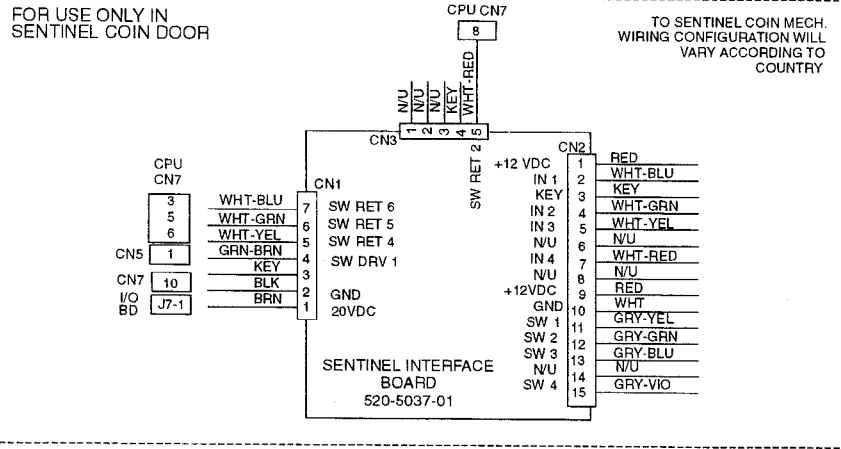 FOR USE ONLY IN
SENTINEL COIN DOOR
CPU CN7
8
TO SENTINEL COIN MECH.
WIRING CONFIGURATION WILL
VARY ACCORDING TO
COUNTRY
N/U
N/U
N/U
KEY
WHT-RED
CN3
1 2 3 4 5
SW RET 2
CPU
CN7
3
5
6
CN5 1
CN7 10
I/O
BD J7-1
WHT-BLU
WHT-GRN
WHT-YEL
GRN-BRN
KEY
BLK
BRN
CN1
7 SW RET 6
6 SW RET 5
5 SW RET 4
4 SW DRV 1
3
2 GND
1 20VDC
SENTINEL INTERFACE
BOARD
520-5037-01
CN2
+12 VDC 1 RED
IN 1 2 WHT-BLU
KEY 3 KEY
IN 2 4 WHT-GRN
IN 3 5 WHT-YEL
N/U 6 N/U
IN 4 7 WHT-RED
N/U 8 N/U
+12VDC 9 RED
GND 10 WHT
SW 1 11 GRY-YEL
SW 2 12 GRY-GRN
SW 3 13 GRY-BLU
N/U 14 N/U
SW 4 15 GRY-VIO